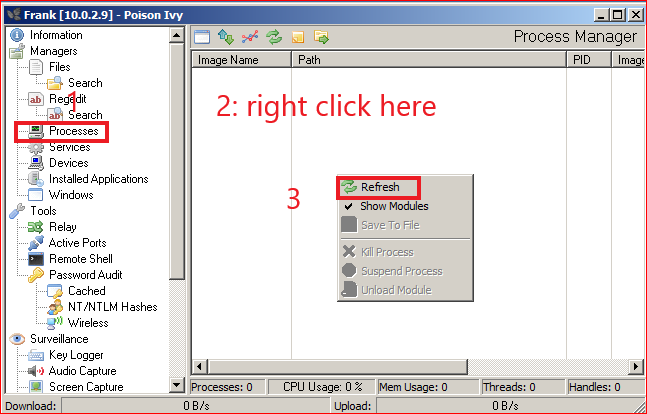 Frank [10.0.2.9] - Poison Ivy
Information
Managers
Files
Search
Regedit
Search
Processes
Services
Devices
Installed Applications
Windows
Tools
Relay
Active Ports
Remote Shell
Password Audit
Cached
NT/NTLM Hashes
Wireless
Surveillance
Key Logger
Audio Capture
Screen Capture
1
Process Manager
Image Name Path PID Image
2: right click here
3
Refresh
Show Modules
Save To File
Kill Process
Suspend Process
Unload Module
Processes: 0 CPU Usage: 0 % Mem Usage: 0 Threads: 0 Handles: 0
Download: 0 B/s Upload: 0 B/s